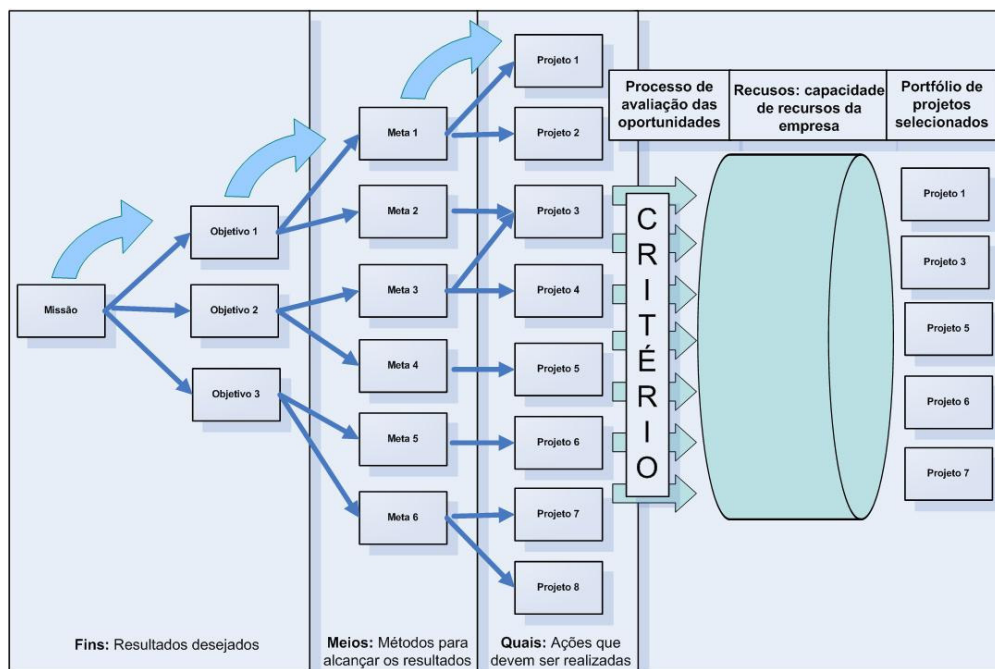 Missão
Objetivo 1
Objetivo 2
Objetivo 3
Fins: Resultados desejados
Meta 1
Meta 2
Meta 3
Meta 4
Meta 5
Meta 6
Meios: Métodos para
alcançar os resultados
Projeto 1
Projeto 2
Projeto 3
Projeto 4
Projeto 5
Projeto 6
Projeto 7
Projeto 8
Quais: Ações que
devem ser realizadas
Processo de
avaliação das
oportunidades
CRITÉRIO
Recusos: capacidade
de recursos da
empresa
Portfólio de
projetos
selecionados
Projeto 1
Projeto 3
Projeto 5
Projeto 6
Projeto 7